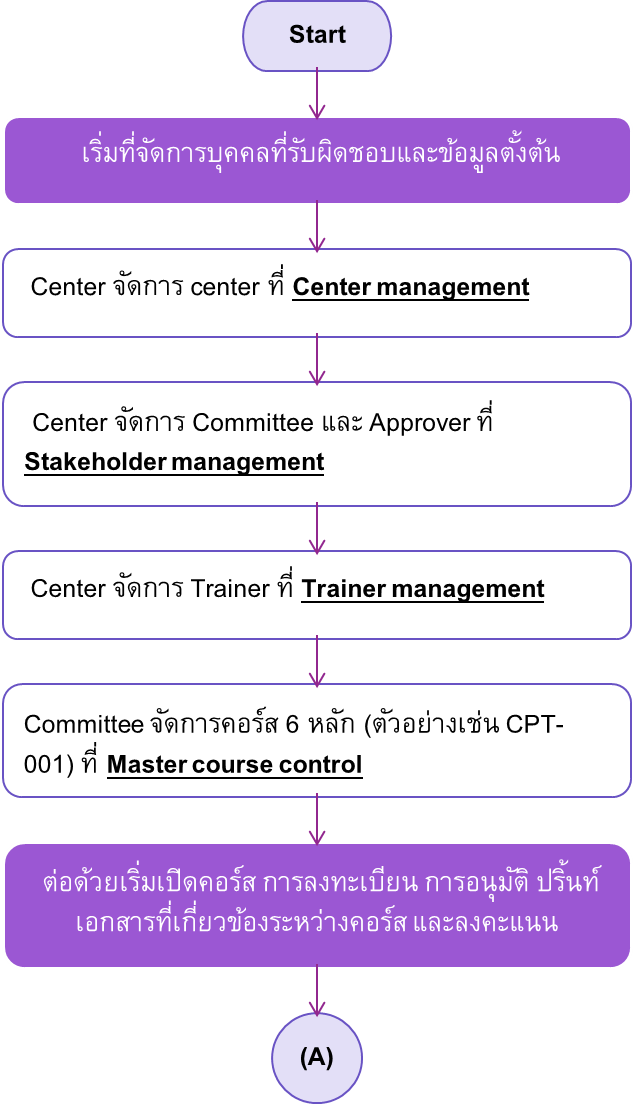 Start
เริ่มที่จัดการบุคคลที่รับผิดชอบและข้อมูลตั้งต้น
Center จัดการ center ที่ Center management
Center จัดการ Committee และ Approver ที่
Stakeholder management
Center จัดการ Trainer ที่ Trainer management
Committee จัดการคอร์ส 6 หลัก (ตัวอย่างเช่น CPT-
001) ที่ Master course control
ต่อด้วยเริ่มเปิดคอร์ส การลงทะเบียน การอนุมัติ ปริ้นท์
เอกสารที่เกี่ยวข้องระหว่างคอร์ส และลงคะแนน
(A)